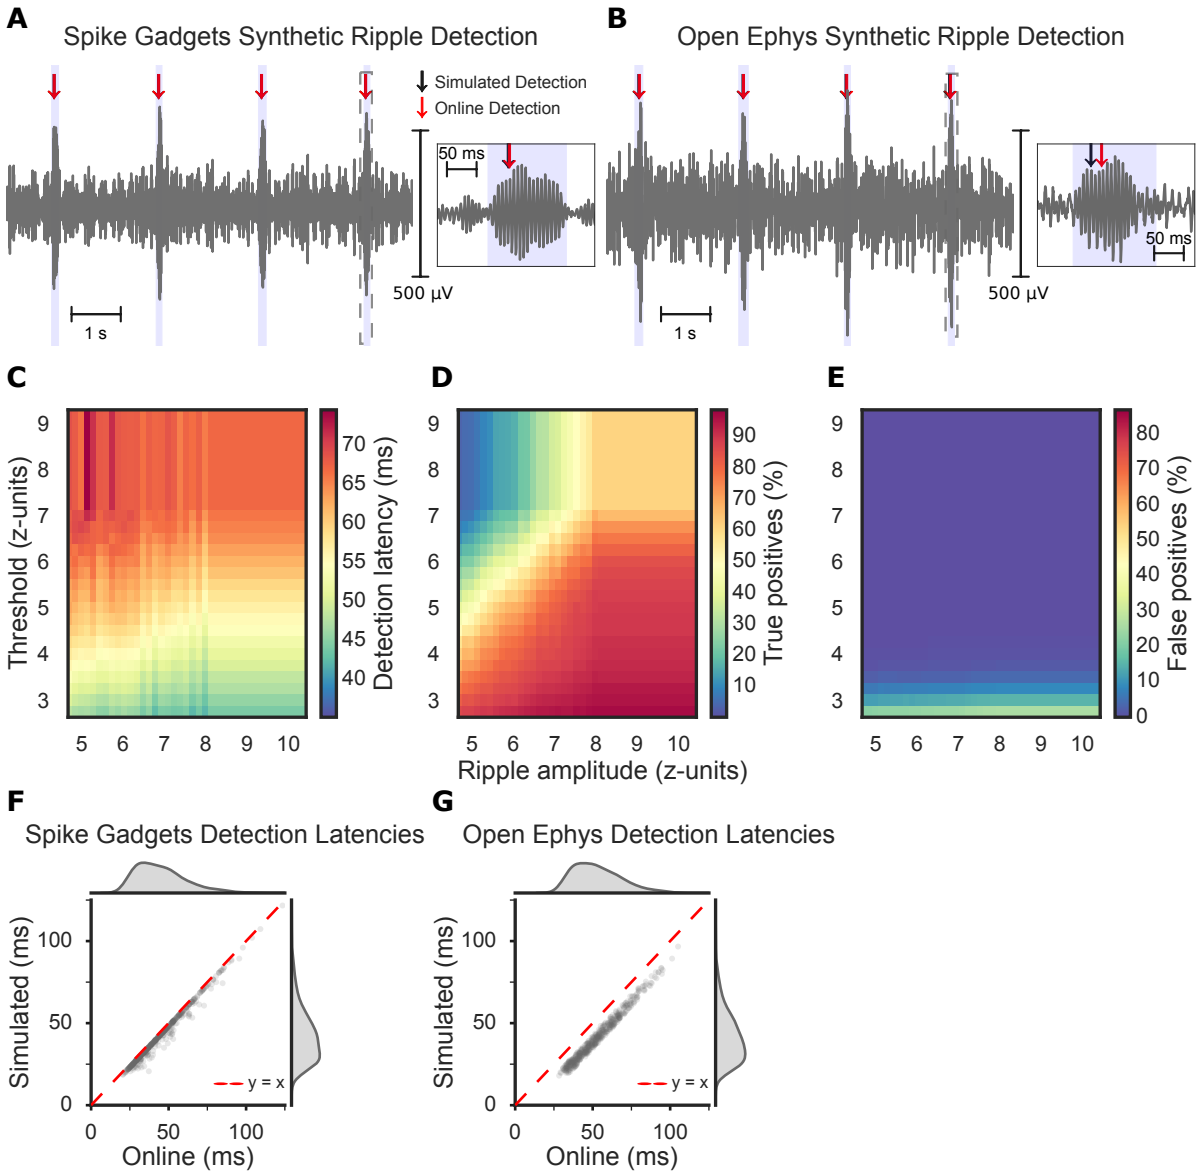 A
Spike Gadgets Synthetic Ripple Detection
Simulated Detection
Online Detection
50 ms
500 µV
1 s
B
Open Ephys Synthetic Ripple Detection
50 ms
500 µV
1 s
C
Threshold (z-units)
9
8
7
6
5
4
3
5 6 7 8 9 10
70
65
60
55
50
45
40
Detection latency (ms)
D
9
8
7
6
5
4
3
5 6 7 8 9 10
Ripple amplitude (z-units)
90
80
70
60
50
40
30
20
10
True positives (%)
E
9
8
7
6
5
4
3
5 6 7 8 9 10
80
70
60
50
40
30
20
10
0
False positives (%)
F
Spike Gadgets Detection Latencies
Simulated (ms)
100
50
0
y = x
0 50 100
Online (ms)
G
Open Ephys Detection Latencies
Simulated (ms)
100
50
0
y = x
0 50 100
Online (ms)